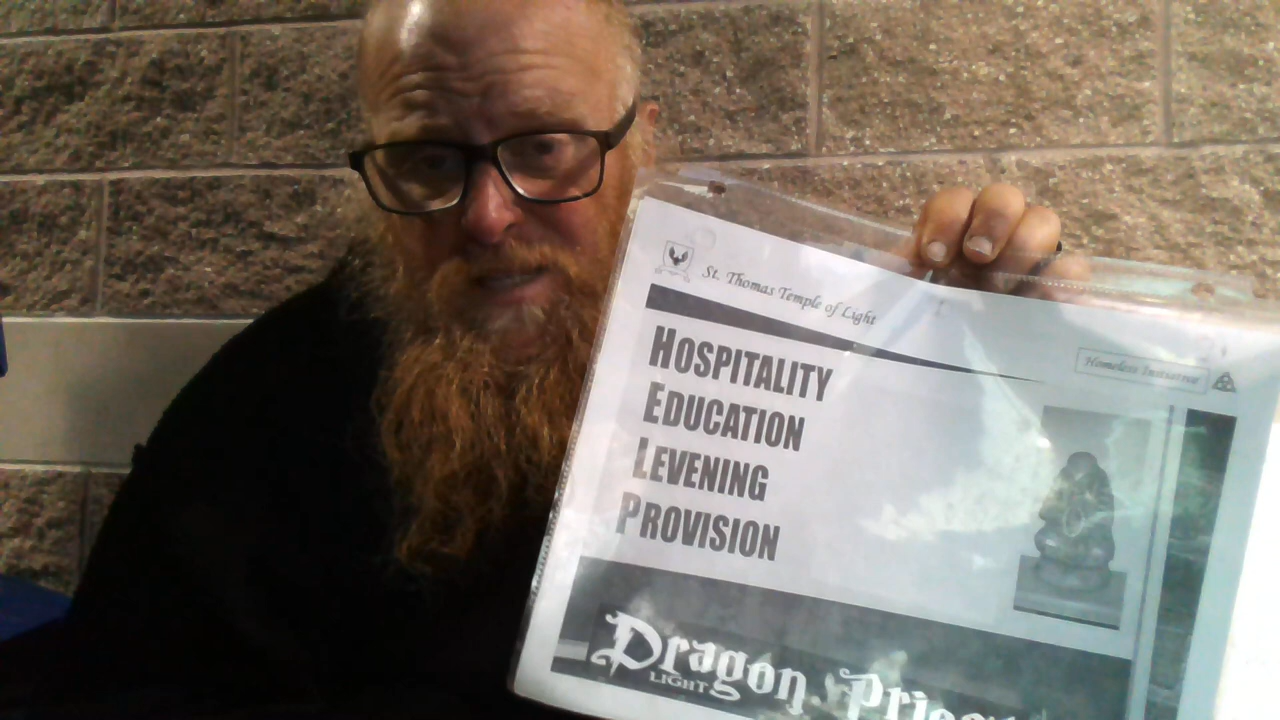 St. Thomas Temple of Light
Homeless Initiative
HOSPITALITY
EDUCATION
LEVENING
PROVISION
Dragon
LIGHT